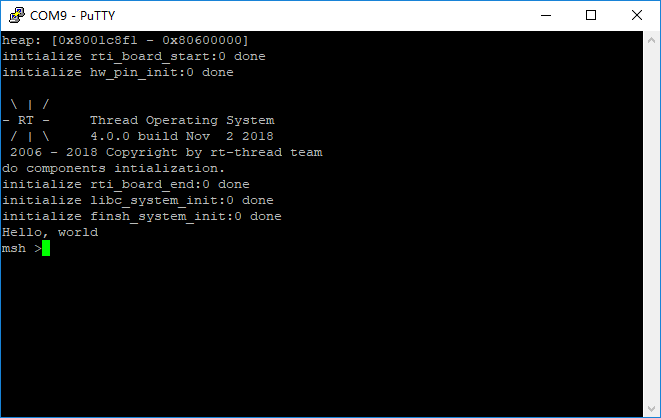 COM9 - PuTTY
heap: [0x8001c8f1 - 0x80600000]
initialize rti_board_start:0 done
initialize hw_pin_init:0 done
 \ | /
- RT -     Thread Operating System
 / | \     4.0.0 build Nov  2 2018
 2006 - 2018 Copyright by rt-thread team
do components intialization.
initialize rti_board_end:0 done
initialize libc_system_init:0 done
initialize finsh_system_init:0 done
Hello, world
msh >